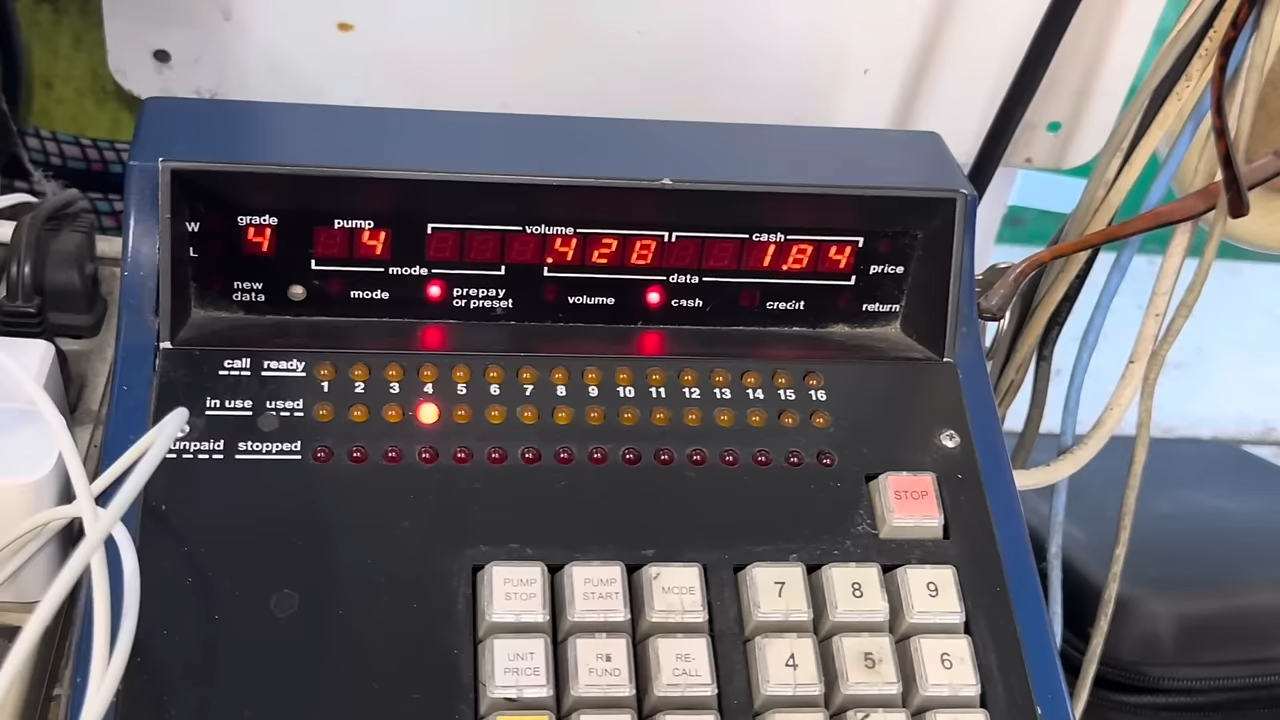 grade pump volume cash
W
L
4 4 .428 1.84
mode data price
new data mode prepay or preset volume cash credit return
call ready
1 2 3 4 5 6 7 8 9 10 11 12 13 14 15 16
in use used
unpaid stopped
STOP
PUMP STOP PUMP START MODE 7 8 9
UNIT PRICE RE FUND RE-CALL 4 5 6